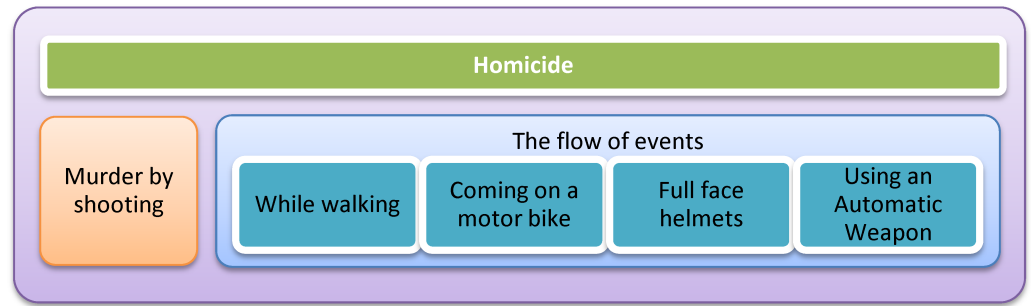 Homicide
Murder by
shooting
The flow of events
While walking
Coming on a
motor bike
Full face
helmets
Using an
Automatic
Weapon